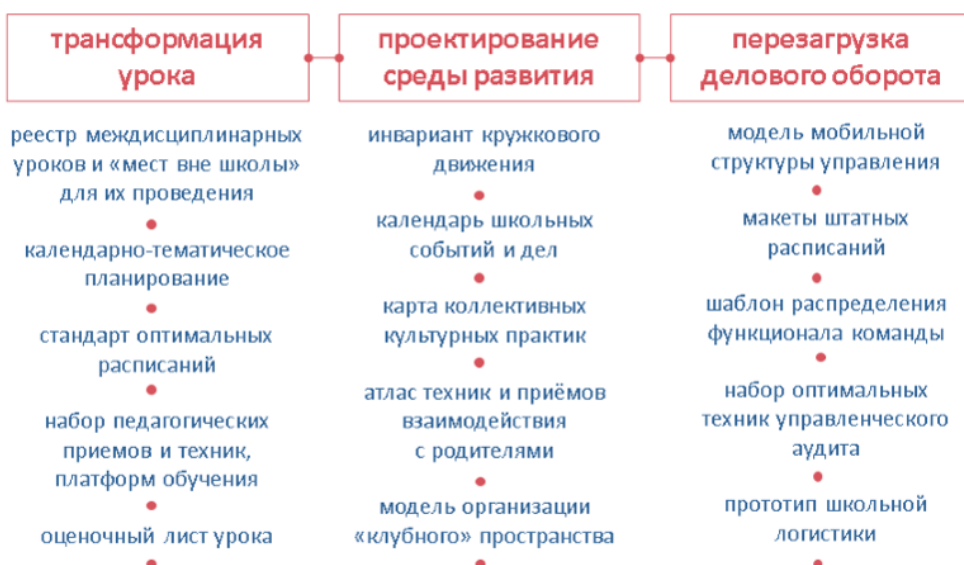 трансформация
урока
реестр междисциплинарных
уроков и «мест вне школы»
для их проведения
календарно-тематическое
планирование
стандарт оптимальных
расписаний
набор педагогических
приемов и техник,
платформ обучения
оценочный лист урока
проектирование
среды развития
инвариант кружкового
движения
календарь школьных
событий и дел
карта коллективных
культурных практик
атлас техник и приёмов
взаимодействия
с родителями
модель организации
«клубного» пространства
перезагрузка
делового оборота
модель мобильной
структуры управления
макеты штатных
расписаний
шаблон распределения
функционала команды
набор оптимальных
техник управленческого
аудита
прототип школьной
логистики